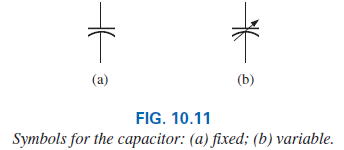 (a) (b)
FIG. 10.11
Symbols for the capacitor: (a) fixed; (b) variable.